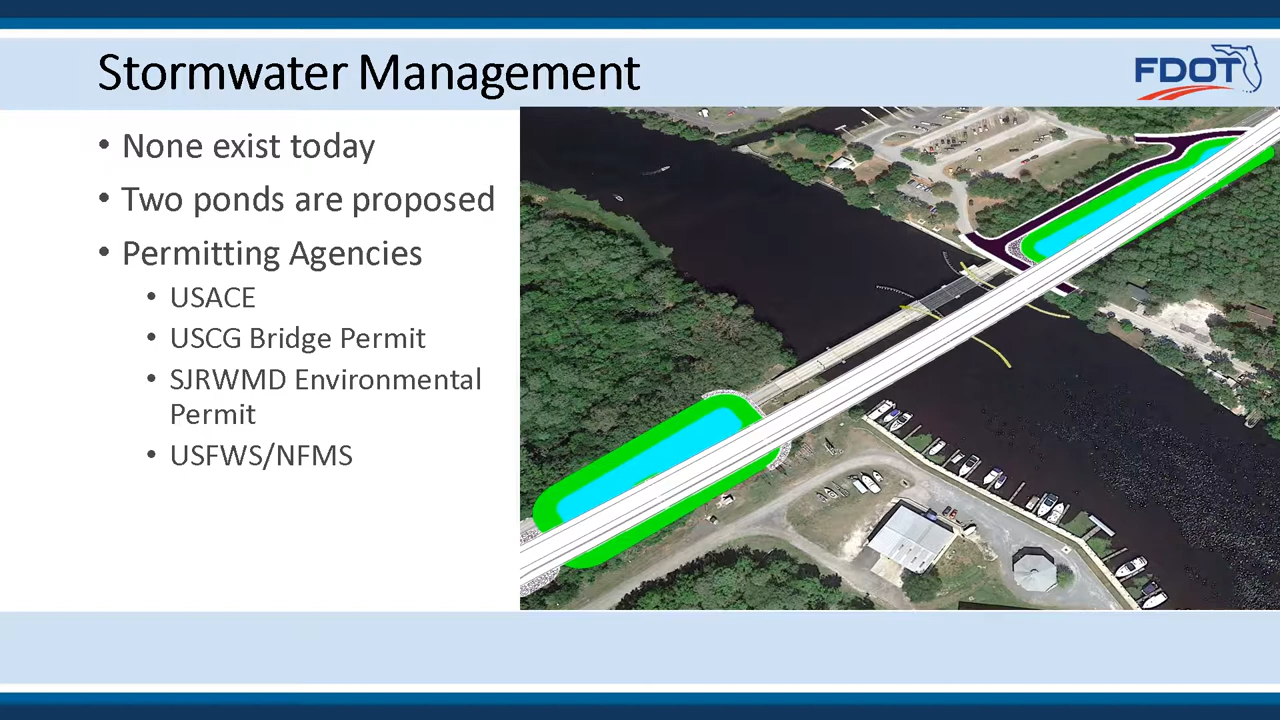 Stormwater Management
FDOT
• None exist today
• Two ponds are proposed
• Permitting Agencies
• USACE
• USCG Bridge Permit
• SJRWMD Environmental
Permit
• USFWS/NFMS